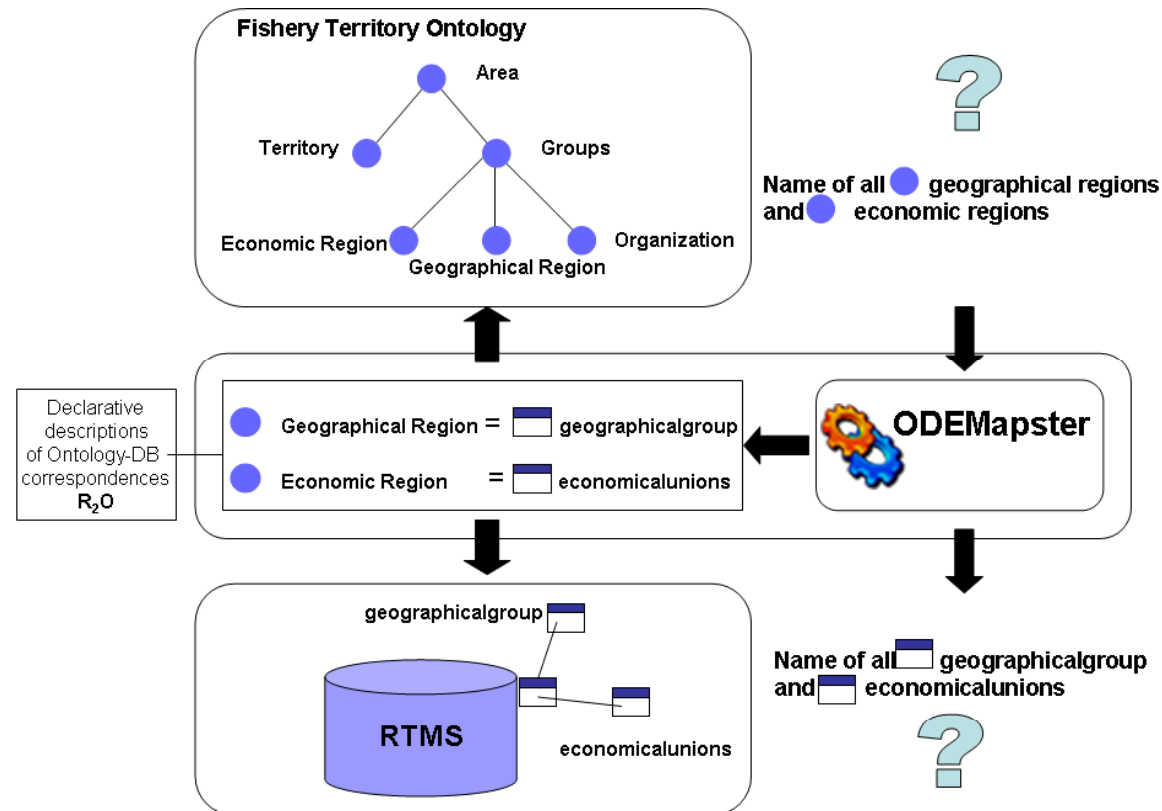 Fishery Territory Ontology
Area
Territory
Groups
Economic Region
Geographical Region
Organization
?
Name of all geographical regions
and economic regions
Declarative
descriptions
of Ontology-DB
correspondences
R₂O
Geographical Region = geographicalgroup
Economic Region = economicalunions
ODEMapster
geographicalgroup
RTMS
economicalunions
Name of all geographicalgroup
and economicalunions
?